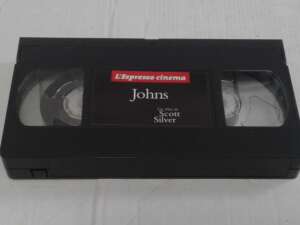 L'Espresso cinema
Johns
Un film di
Scott
Silver